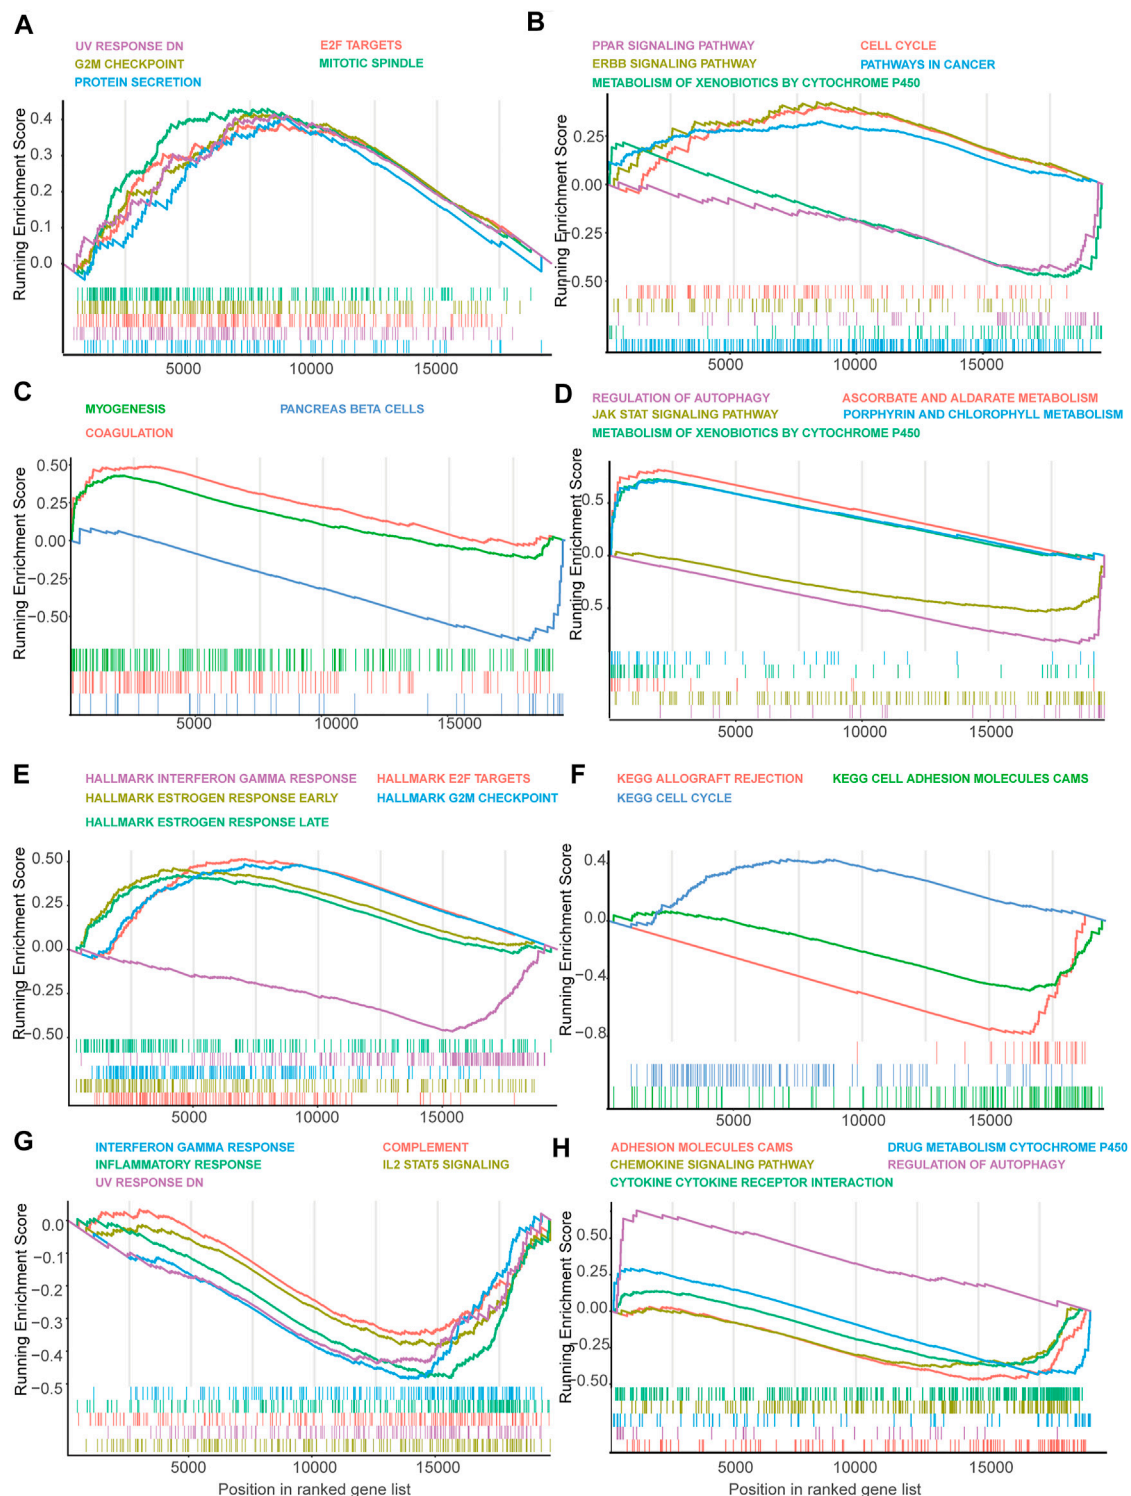 A
UV RESPONSE DN
E2F TARGETS
G2M CHECKPOINT
MITOTIC SPINDLE
PROTEIN SECRETION
Running Enrichment Score
0.4
0.3
0.2
0.1
0.0
5000
10000
15000
B
PPAR SIGNALING PATHWAY
CELL CYCLE
ERBB SIGNALING PATHWAY
PATHWAYS IN CANCER
METABOLISM OF XENOBIOTICS BY CYTOCHROME P450
Running Enrichment Score
0.25
0.00
−0.25
−0.50
5000
10000
15000
C
MYOGENESIS
PANCREAS BETA CELLS
COAGULATION
Running Enrichment Score
0.50
0.25
0.00
−0.25
−0.50
5000
10000
15000
D
REGULATION OF AUTOPHAGY
ASCORBATE AND ALDARATE METABOLISM
JAK STAT SIGNALING PATHWAY
PORPHYRIN AND CHLOROPHYLL METABOLISM
METABOLISM OF XENOBIOTICS BY CYTOCHROME P450
Running Enrichment Score
0.5
0.0
0.5
5000
10000
15000
E
HALLMARK INTERFERON GAMMA RESPONSE
HALLMARK E2F TARGETS
HALLMARK ESTROGEN RESPONSE EARLY
HALLMARK G2M CHECKPOINT
HALLMARK ESTROGEN RESPONSE LATE
Running Enrichment Score
0.50
0.25
0.00
−0.25
−0.50
5000
10000
15000
F
KEGG ALLOGRAFT REJECTION
KEGG CELL ADHESION MOLECULES CAMS
KEGG CELL CYCLE
Running Enrichment Score
0.4
0.0
−0.4
−0.8
5000
10000
15000
G
INTERFERON GAMMA RESPONSE
COMPLEMENT
INFLAMMATORY RESPONSE
IL2 STAT5 SIGNALING
UV RESPONSE DN
Running Enrichment Score
0.0
−0.1
−0.2
−0.3
−0.4
−0.5
5000
10000
15000
Position in ranked gene list
H
ADHESION MOLECULES CAMS
DRUG METABOLISM CYTOCHROME P450
CHEMOKINE SIGNALING PATHWAY
REGULATION OF AUTOPHAGY
CYTOKINE CYTOKINE RECEPTOR INTERACTION
Running Enrichment Score
0.50
0.25
0.00
−0.25
−0.50
5000
10000
15000
Position in ranked gene list